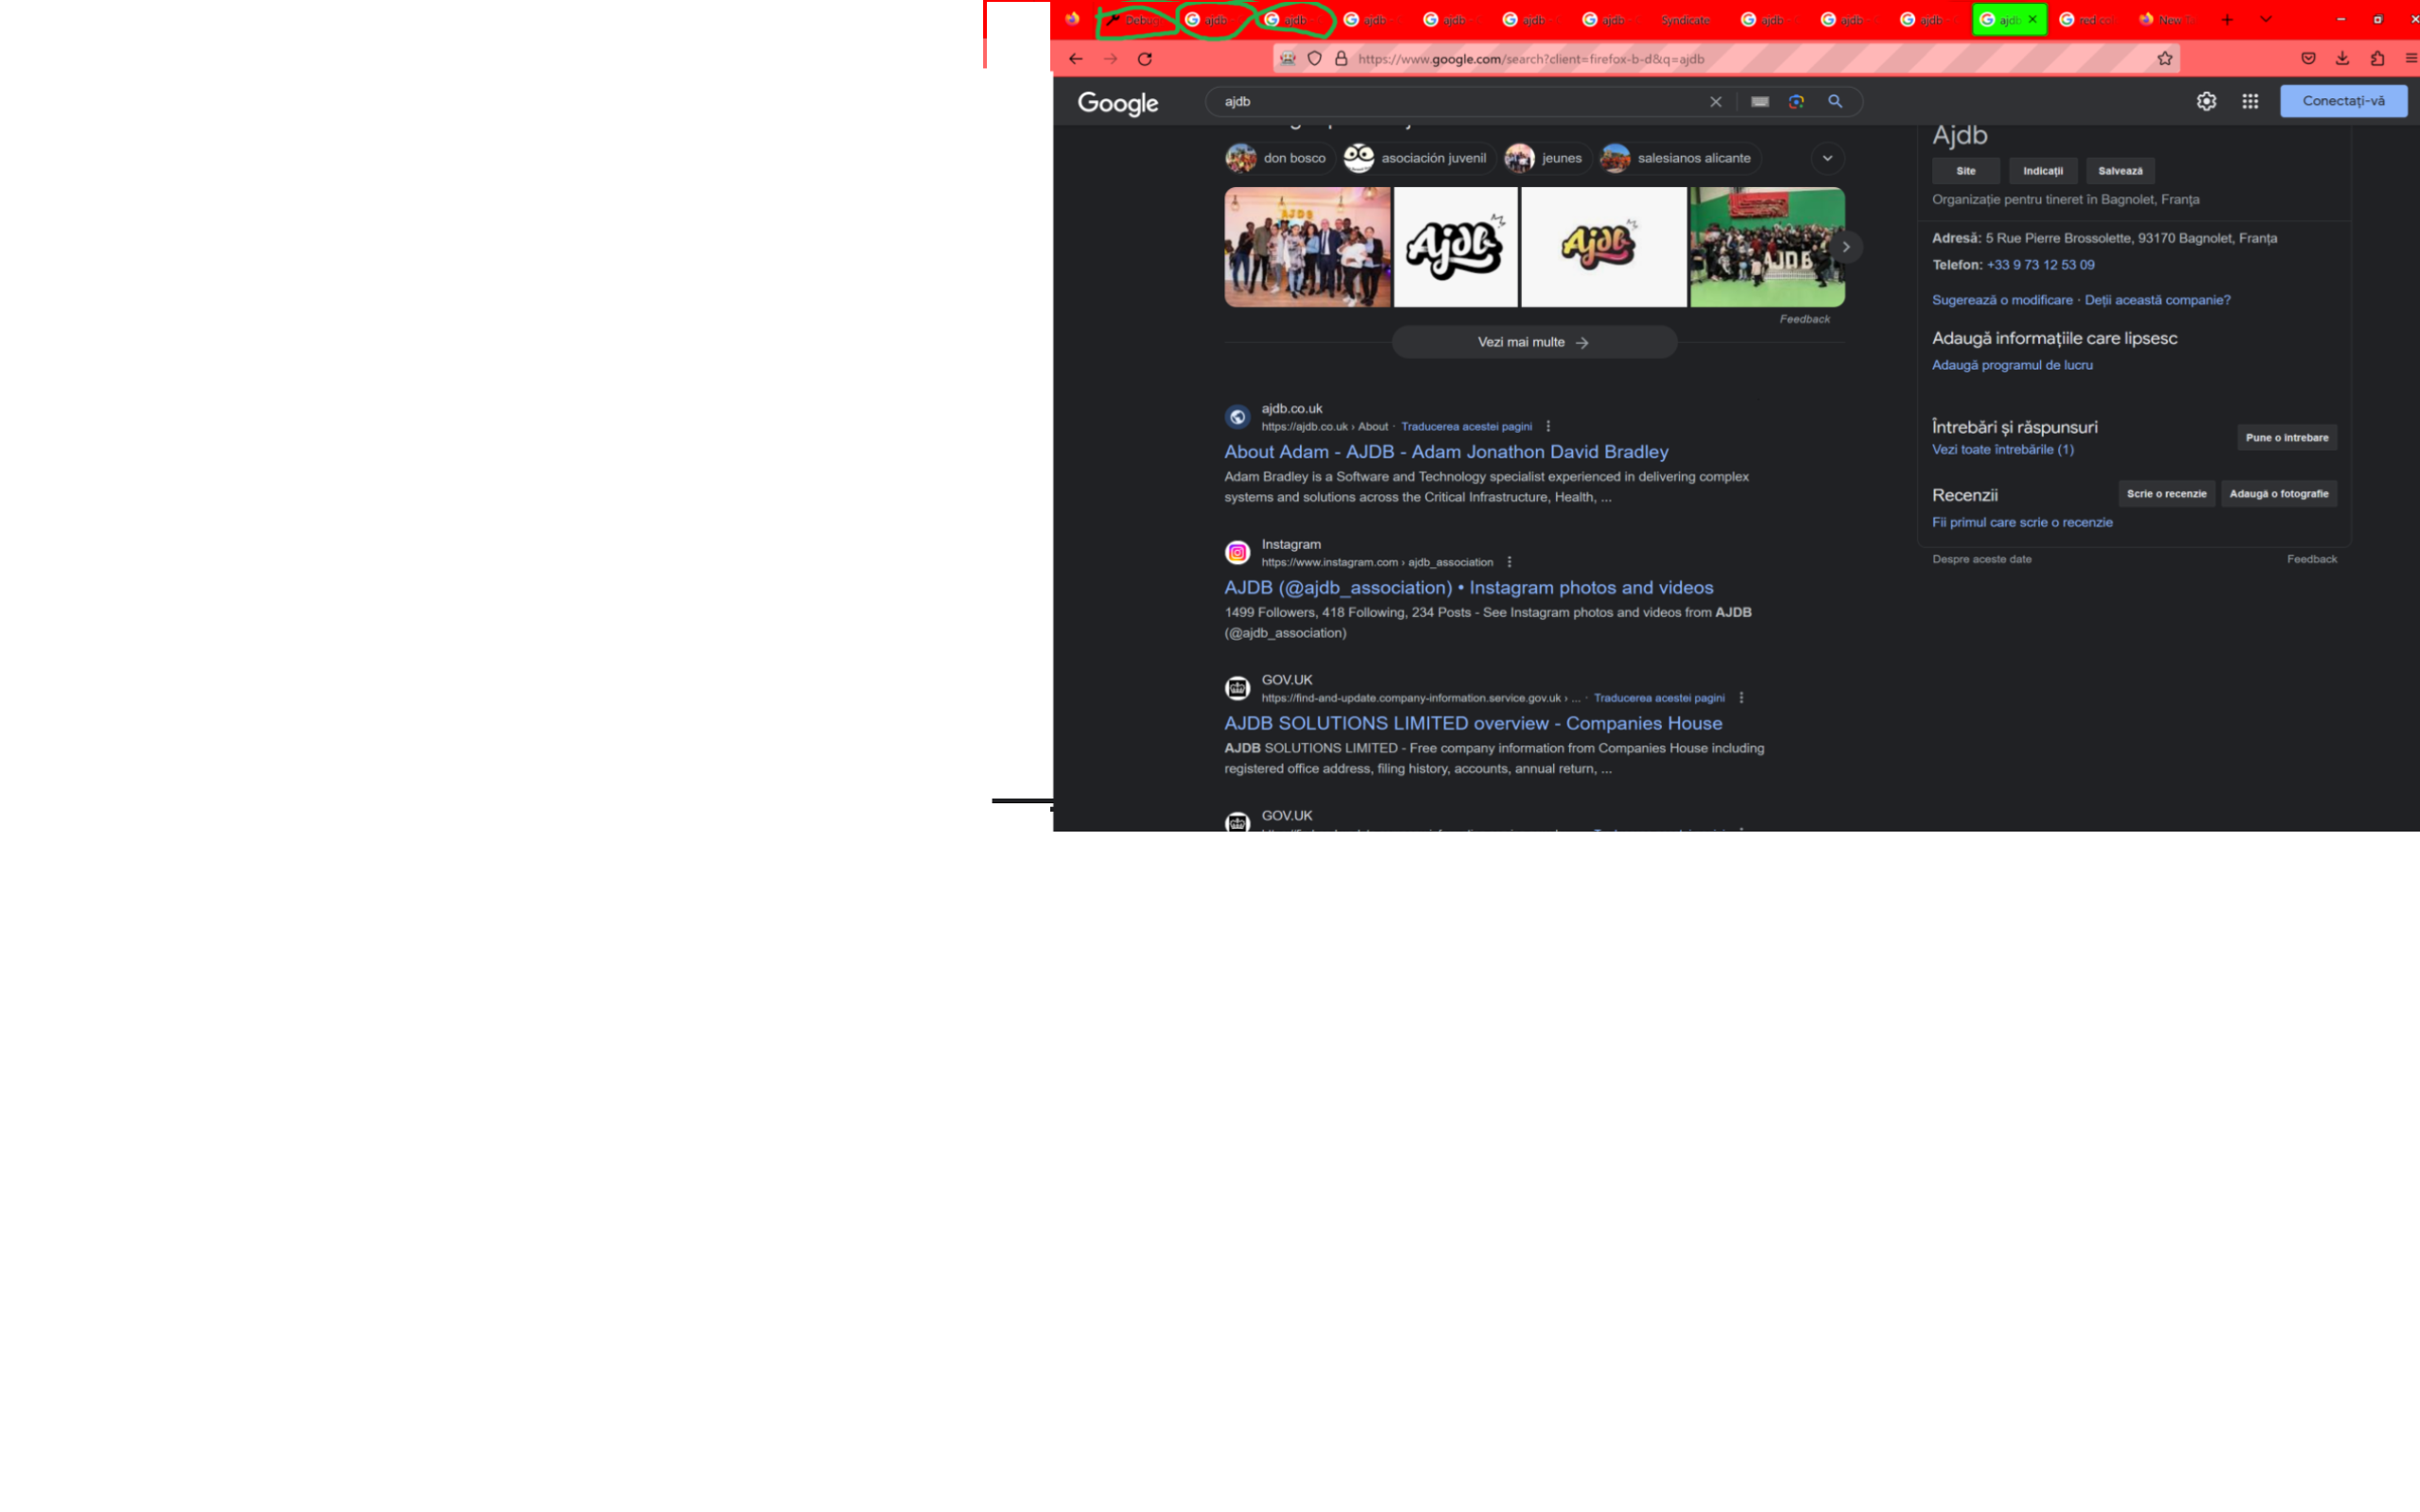 Debug ajdb - ajdb - ajdb - ajdb - ajdb - ajdb - Syndicate ajdb - ajdb - ajdb - ajdb red co New T
https://www.google.com/search?client=firefox-b-d&q=ajdb
Google ajdb Conectați-vă
don bosco asociación juvenil jeunes salesianos alicante
AJDB Ajdb Ajdb AJDB
Feedback
Vezi mai multe →
ajdb.co.uk
https://ajdb.co.uk › About · Traducerea acestei pagini
About Adam - AJDB - Adam Jonathon David Bradley
Adam Bradley is a Software and Technology specialist experienced in delivering complex
systems and solutions across the Critical Infrastructure, Health, ...
Instagram
https://www.instagram.com › ajdb_association
AJDB (@ajdb_association) • Instagram photos and videos
1499 Followers, 418 Following, 234 Posts - See Instagram photos and videos from AJDB
(@ajdb_association)
GOV.UK
https://find-and-update.company-information.service.gov.uk › ... · Traducerea acestei pagini
AJDB SOLUTIONS LIMITED overview - Companies House
AJDB SOLUTIONS LIMITED - Free company information from Companies House including
registered office address, filing history, accounts, annual return, ...
GOV.UK
Ajdb
Site Indicații Salvează
Organizație pentru tineret în Bagnolet, Franța
Adresă: 5 Rue Pierre Brossolette, 93170 Bagnolet, Franța
Telefon: +33 9 73 12 53 09
Sugerează o modificare · Deții această companie?
Adaugă informațiile care lipsesc
Adaugă programul de lucru
Întrebări și răspunsuri
Vezi toate întrebările (1)
Pune o întrebare
Recenzii
Scrie o recenzie Adaugă o fotografie
Fii primul care scrie o recenzie
Despre aceste date Feedback